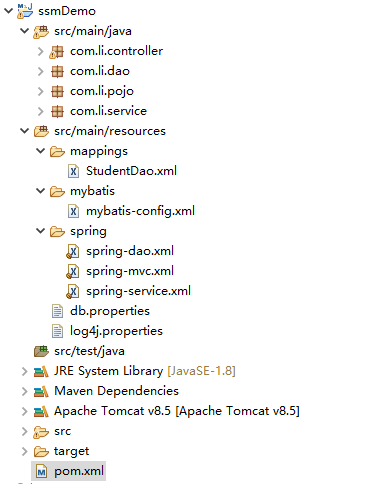 ssmDemo
src/main/java
com.li.controller
com.li.dao
com.li.pojo
com.li.service
src/main/resources
mappings
StudentDao.xml
mybatis
mybatis-config.xml
spring
spring-dao.xml
spring-mvc.xml
spring-service.xml
db.properties
log4j.properties
src/test/java
JRE System Library [JavaSE-1.8]
Maven Dependencies
Apache Tomcat v8.5 [Apache Tomcat v8.5]
src
target
pom.xml